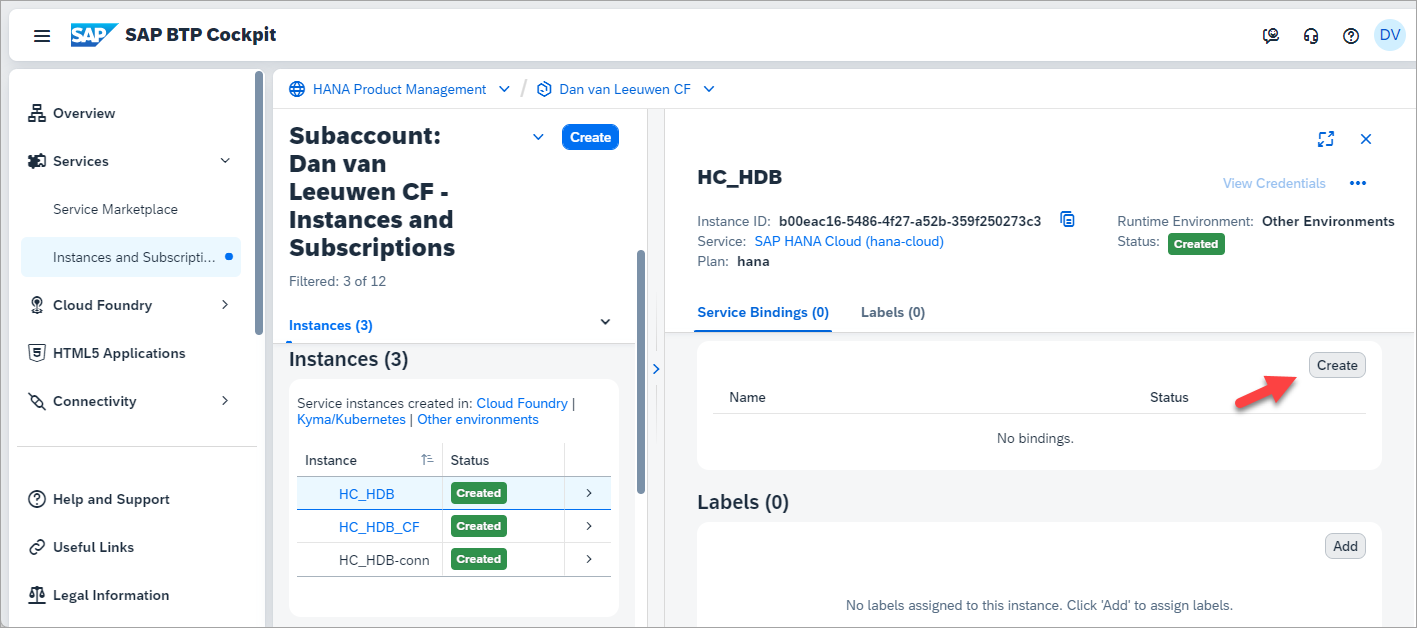 SAP SAP BTP Cockpit
DV
Overview
Services
Service Marketplace
Instances and Subscripti...
Cloud Foundry
HTML5 Applications
Connectivity
Help and Support
Useful Links
Legal Information
HANA Product Management / Dan van Leeuwen CF
Subaccount:
Dan van
Leeuwen CF -
Instances and
Subscriptions
Create
Filtered: 3 of 12
Instances (3)
Instances (3)
Service instances created in: Cloud Foundry |
Kyma/Kubernetes | Other environments
Instance Status
HC_HDB Created
HC_HDB_CF Created
HC_HDB-conn Created
HC_HDB
View Credentials
Instance ID: b00eac16-5486-4f27-a52b-359f250273c3
Service: SAP HANA Cloud (hana-cloud)
Plan: hana
Runtime Environment: Other Environments
Status: Created
Service Bindings (0) Labels (0)
Create
Name Status
No bindings.
Labels (0)
Add
No labels assigned to this instance. Click 'Add' to assign labels.